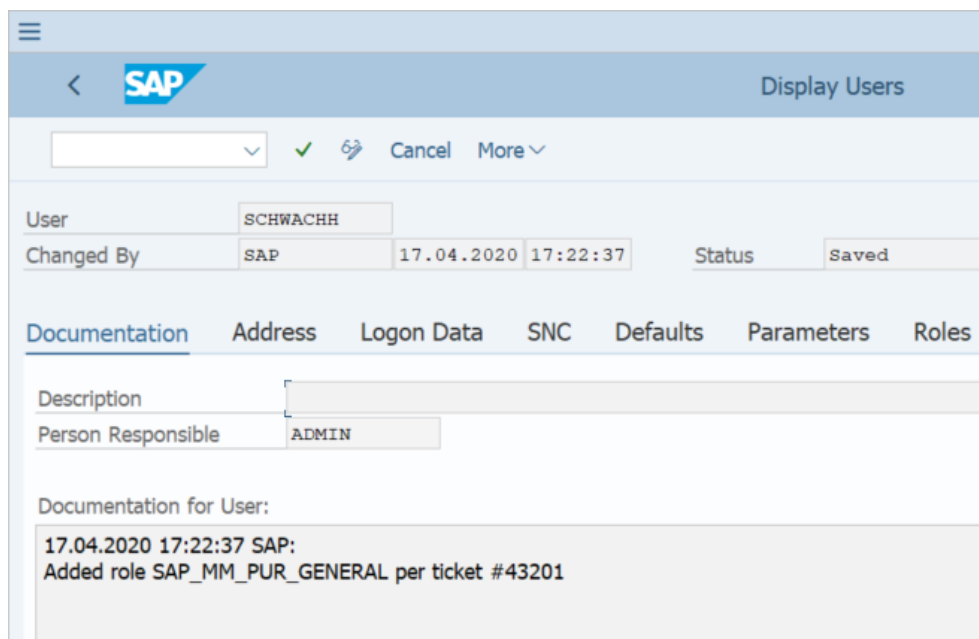 SAP
Display Users
Cancel More
User SCHWACHH
Changed By SAP 17.04.2020 17:22:37 Status Saved
Documentation Address Logon Data SNC Defaults Parameters Roles
Description
Person Responsible ADMIN
Documentation for User:
17.04.2020 17:22:37 SAP:
Added role SAP_MM_PUR_GENERAL per ticket #43201